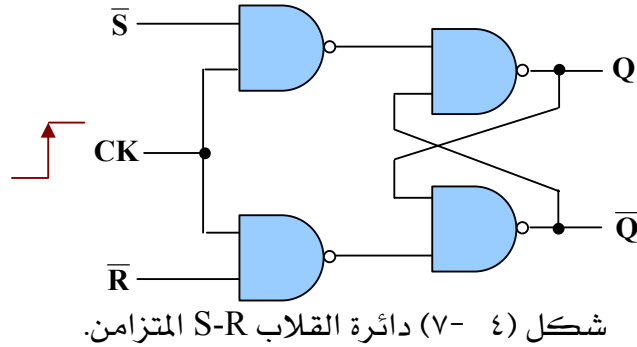 S̅
Q
CK
Q̅
R̅
شكل (٤ -٧) دائرة القلاب S-R المتزامن.